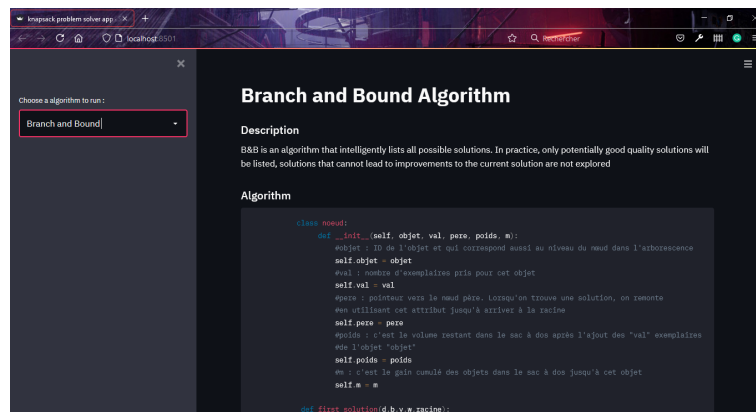 knapsack problem solver app ·
localhost:8501
Rechercher
Choose a algorithm to run :
Branch and Bound
Branch and Bound Algorithm
Description
B&B is an algorithm that intelligently lists all possible solutions. In practice, only potentially good quality solutions will
be listed, solutions that cannot lead to improvements to the current solution are not explored
Algorithm
class noeud:
def __init__(self, objet, val, pere, poids, m):
#objet : ID de l'objet et qui correspond aussi au niveau du nœud dans l'arborescence
self.objet = objet
#val : nombre d'exemplaires pris pour cet objet
self.val = val
#pere : pointeur vers le nœud père. Lorsqu'on trouve une solution, on remonte
#en utilisant cet attribut jusqu'à arriver à la racine
self.pere = pere
#poids : c'est le volume restant dans le sac à dos après l'ajout des "val" exemplaires
#de l'objet "objet"
self.poids = poids
#m : c'est le gain cumulé des objets dans le sac à dos jusqu'à cet objet
self.m = m
def first_solution(d,b,v,w,racine):